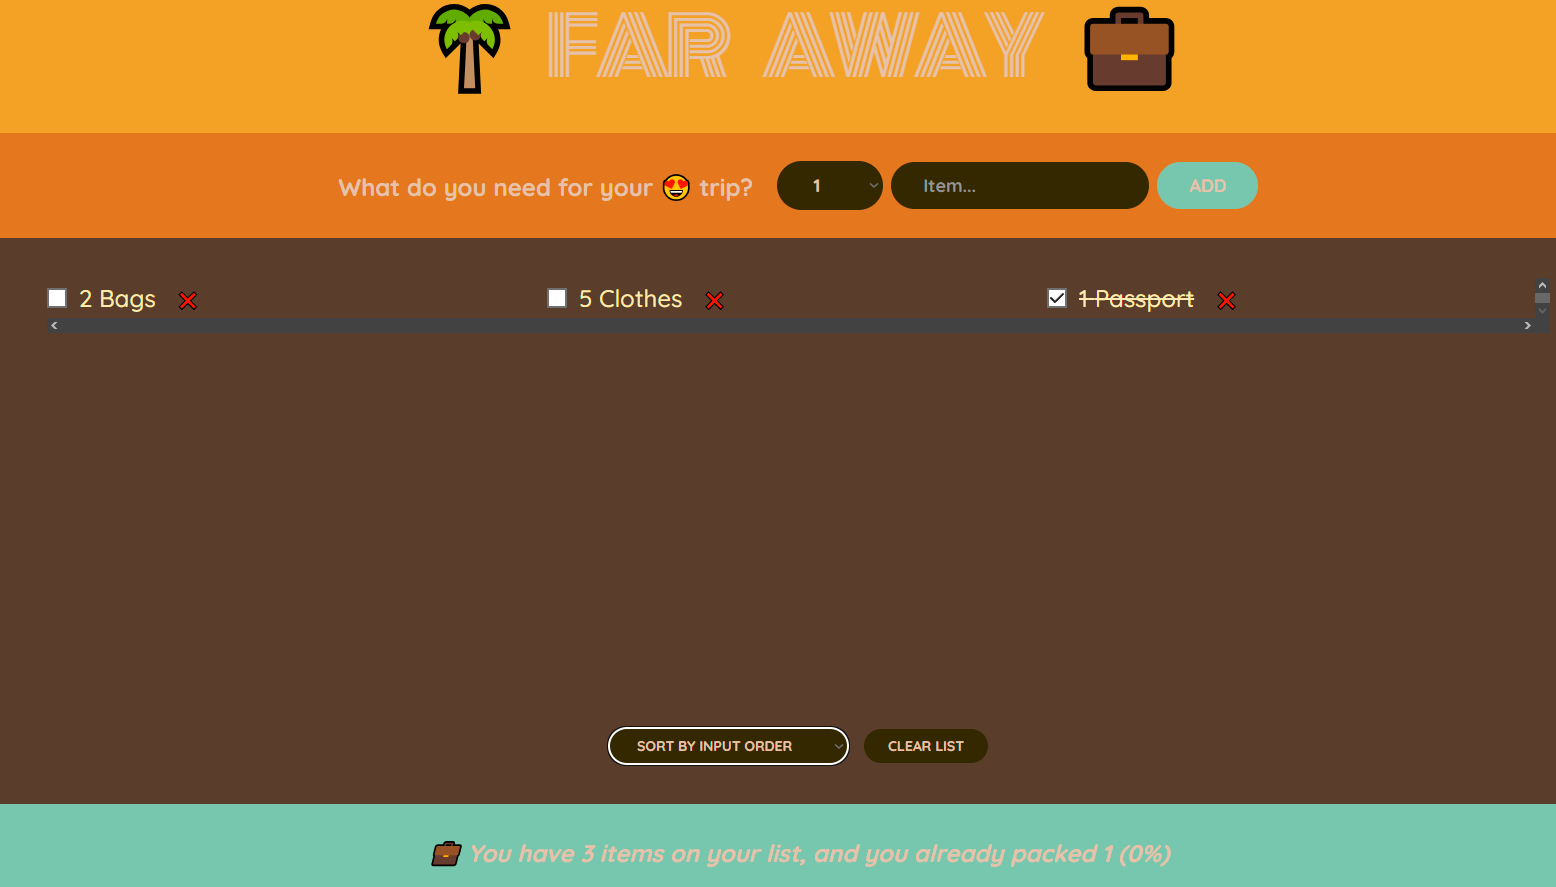 FAR AWAY
What do you need for your 😍 trip? 1 Item... ADD
2 Bags 5 Clothes 1 Passport
SORT BY INPUT ORDER CLEAR LIST
You have 3 items on your list, and you already packed 1 (0%)